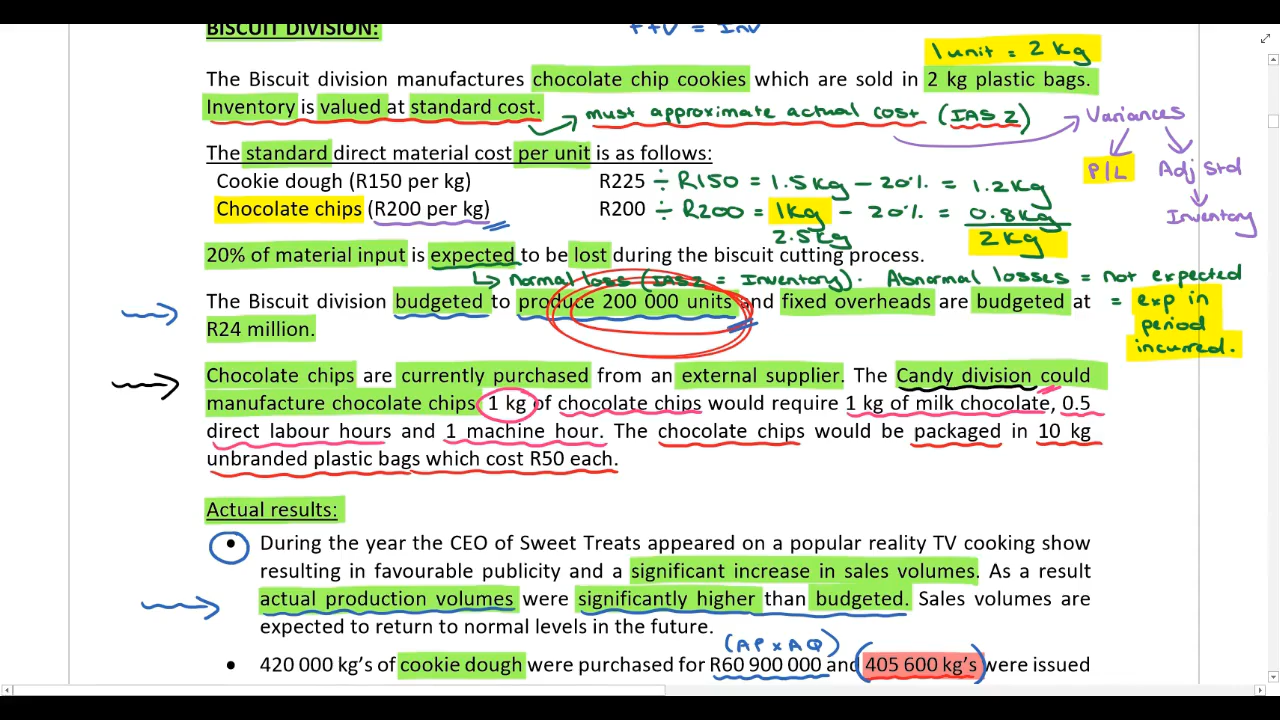 BISCUIT DIVISION:
FFV = Inv
1 unit = 2 Kg
The Biscuit division manufactures chocolate chip cookies which are sold in 2 kg plastic bags.
Inventory is valued at standard cost.
must approximate actual cost (IAS 2)
Variances
P/L
Adj Std
Inventory
The standard direct material cost per unit is as follows:
Cookie dough (R150 per kg) R225 ÷ R150 = 1.5Kg - 20% = 1.2Kg
Chocolate chips (R200 per kg) R200 ÷ R200 = 1Kg - 20% = 0.8Kg
2.5Kg 2Kg
20% of material input is expected to be lost during the biscuit cutting process.
normal loss (IAS 2 = Inventory). Abnormal losses = not expected
= exp in
period
incurred.
The Biscuit division budgeted to produce 200 000 units and fixed overheads are budgeted at
R24 million.
Chocolate chips are currently purchased from an external supplier. The Candy division could
manufacture chocolate chips. 1 kg of chocolate chips would require 1 kg of milk chocolate, 0.5
direct labour hours and 1 machine hour. The chocolate chips would be packaged in 10 kg
unbranded plastic bags which cost R50 each.
Actual results:
• During the year the CEO of Sweet Treats appeared on a popular reality TV cooking show
resulting in favourable publicity and a significant increase in sales volumes. As a result
actual production volumes were significantly higher than budgeted. Sales volumes are
expected to return to normal levels in the future.
(AP x AQ)
• 420 000 kg's of cookie dough were purchased for R60 900 000 and 405 600 kg's were issued